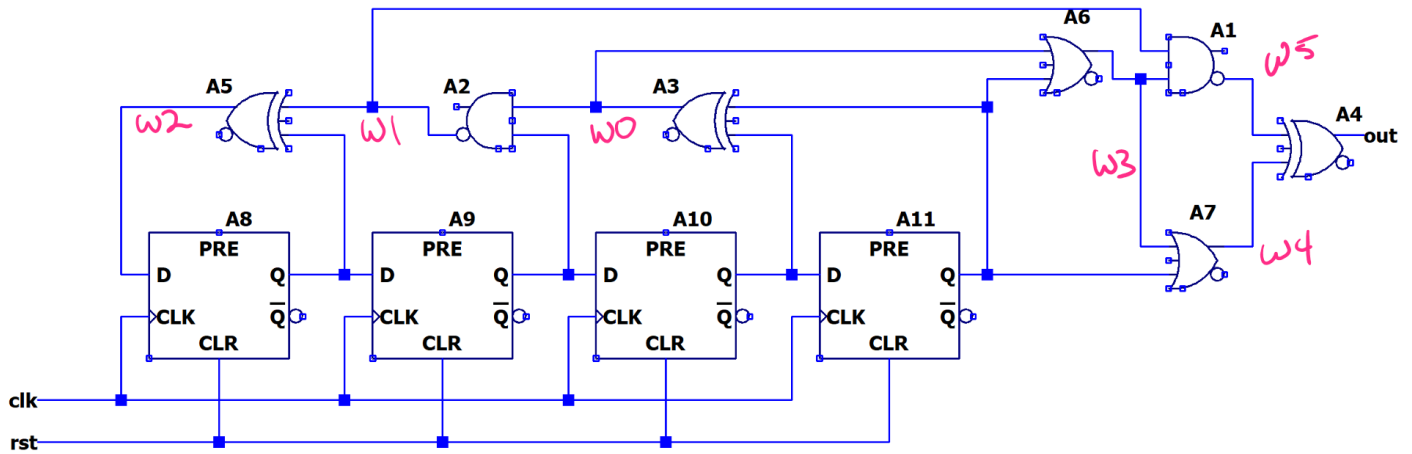 A6
A1
w5
A5
A2
A3
A4
w2
w1
w0
out
w3
A8
A9
A10
A11
A7
PRE
PRE
PRE
PRE
w4
D Q
D Q
D Q
D Q
CLK Q̅
CLK Q̅
CLK Q̅
CLK Q̅
CLR
CLR
CLR
CLR
clk
rst